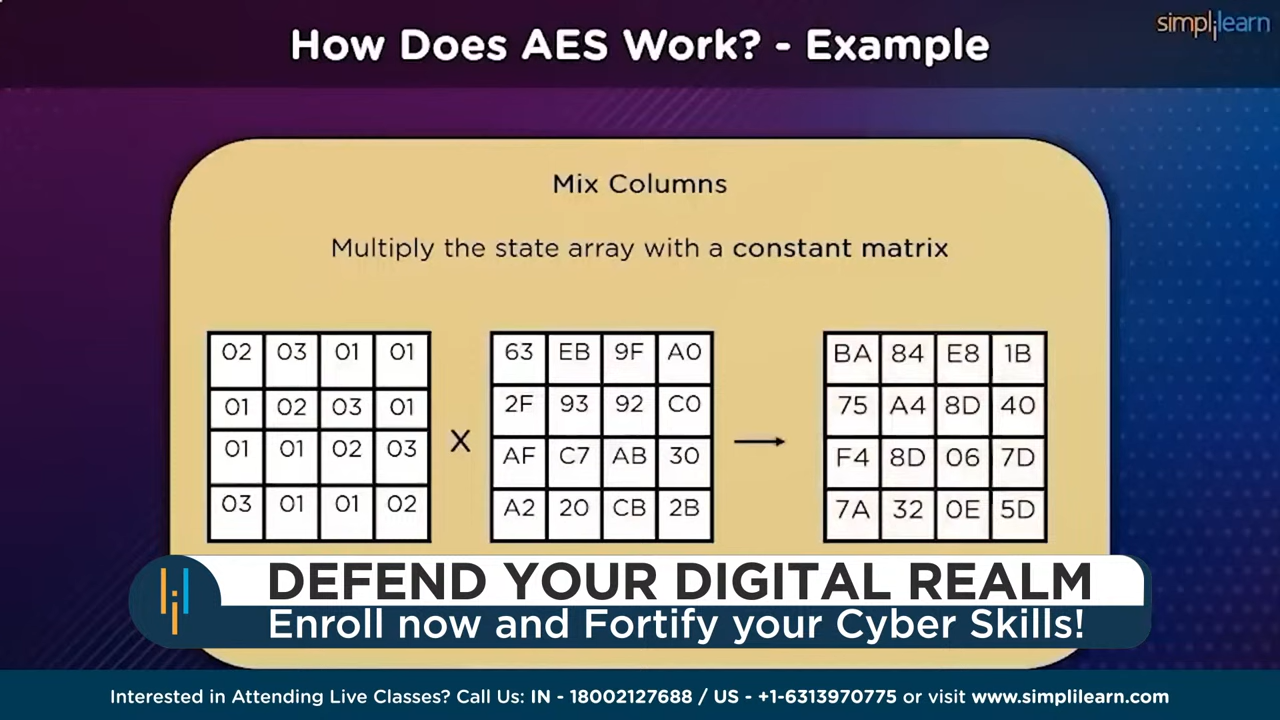 How Does AES Work? - Example
simplilearn
Mix Columns
Multiply the state array with a constant matrix
02 03 01 01
01 02 03 01
01 01 02 03
03 01 01 02
X
63 EB 9F A0
2F 93 92 C0
AF C7 AB 30
A2 20 CB 2B
BA 84 E8 1B
75 A4 8D 40
F4 8D 06 7D
7A 32 0E 5D
DEFEND YOUR DIGITAL REALM
Enroll now and Fortify your Cyber Skills!
Interested in Attending Live Classes? Call Us: IN - 18002127688 / US - +1-6313970775 or visit www.simplilearn.com